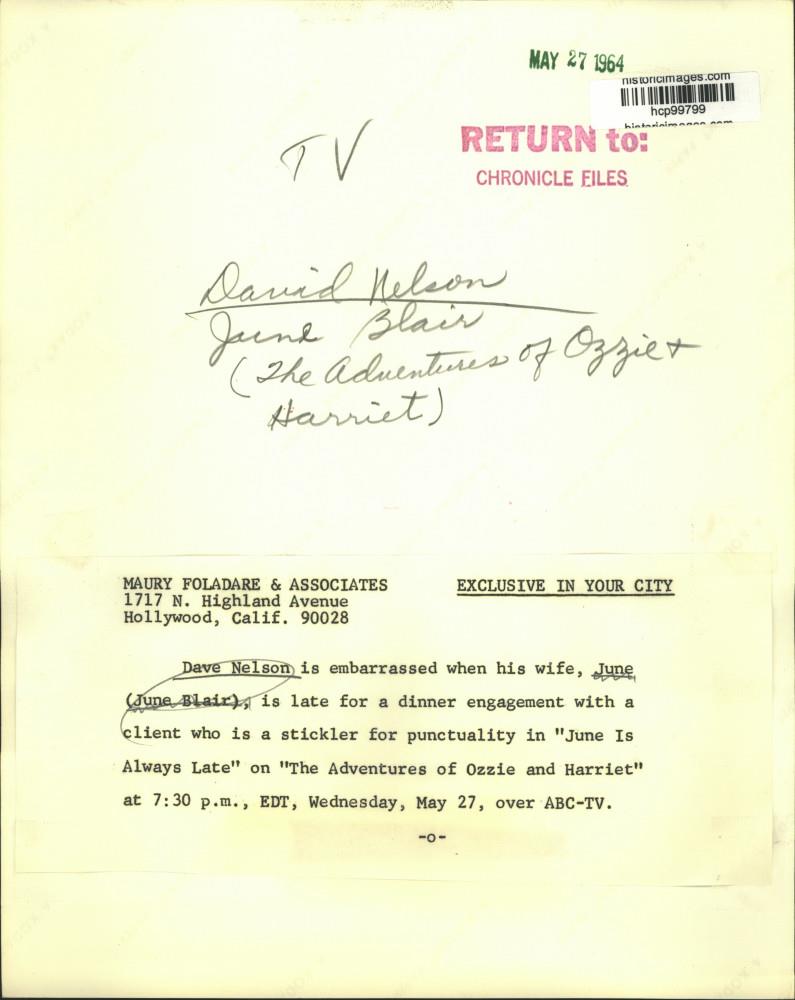 MAY 27 1964
historicimages.com
hcp99799
historicimages.com
RETURN to:
CHRONICLE FILES
TV
David Nelson
June Blair
(The Adventures of Ozzie +
Harriet)
MAURY FOLADARE & ASSOCIATES EXCLUSIVE IN YOUR CITY
1717 N. Highland Avenue
Hollywood, Calif. 90028
Dave Nelson is embarrassed when his wife, June
(June Blair), is late for a dinner engagement with a
client who is a stickler for punctuality in "June Is
Always Late" on "The Adventures of Ozzie and Harriet"
at 7:30 p.m., EDT, Wednesday, May 27, over ABC-TV.
-o-